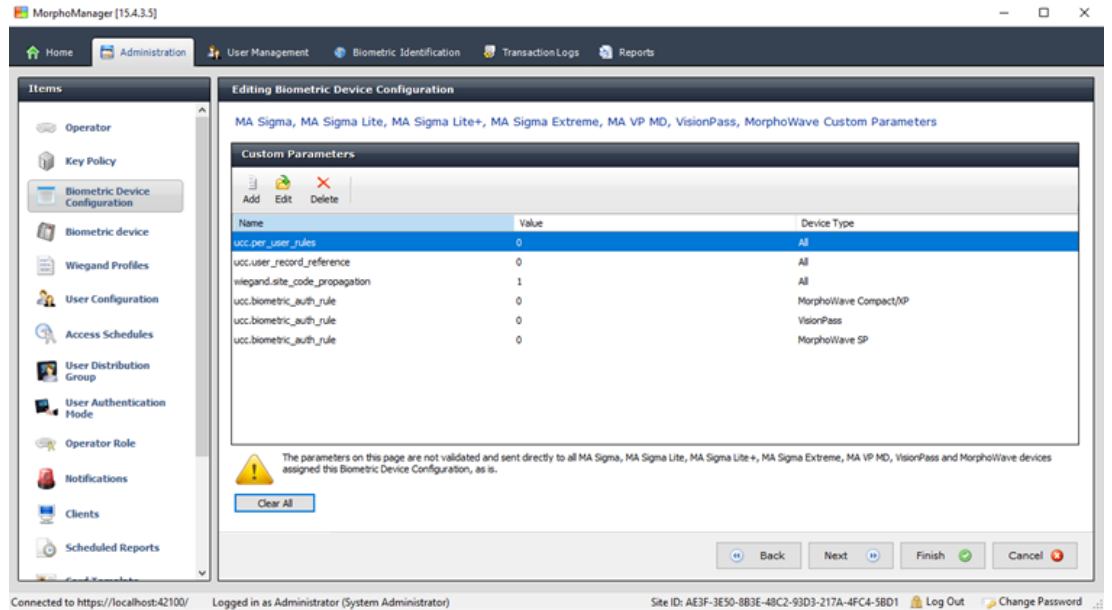 MorphoManager [15.4.3.5]
Home Administration User Management Biometric Identification Transaction Logs Reports
Items
Operator
Key Policy
Biometric Device
Configuration
Biometric device
Wiegand Profiles
User Configuration
Access Schedules
User Distribution
Group
User Authentication
Mode
Operator Role
Notifications
Clients
Scheduled Reports
Card Template
Editing Biometric Device Configuration
MA Sigma, MA Sigma Lite, MA Sigma Lite+, MA Sigma Extreme, MA VP MD, VisionPass, MorphoWave Custom Parameters
Custom Parameters
Add Edit Delete
Name Value Device Type
ucc.per_user_rules 0 All
ucc.user_record_reference 0 All
wiegand.site_code_propagation 1 All
ucc.biometric_auth_rule 0 MorphoWave Compact/XP
ucc.biometric_auth_rule 0 VisionPass
ucc.biometric_auth_rule 0 MorphoWave SP
The parameters on this page are not validated and sent directly to all MA Sigma, MA Sigma Lite, MA Sigma Lite+, MA Sigma Extreme, MA VP MD, VisionPass and MorphoWave devices
assigned this Biometric Device Configuration, as is.
Clear All
Back Next Finish Cancel
Connected to https://localhost:42100/ Logged in as Administrator (System Administrator) Site ID: AE3F-3E50-8B3E-48C2-93D3-217A-4FC4-5BD1 Log Out Change Password